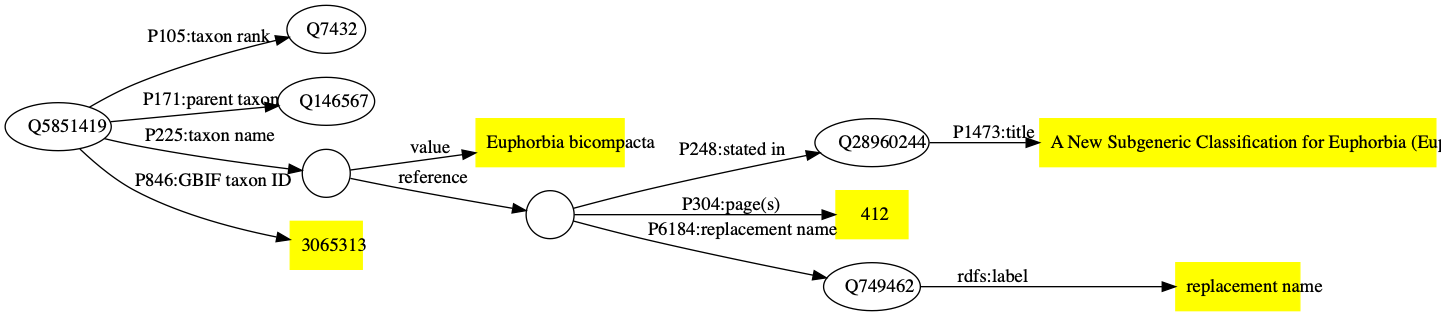 P105:taxon rank
Q7432
P171:parent taxon
Q146567
Q5851419
P225:taxon name
P846:GBIF taxon ID
3065313
value
Euphorbia bicompacta
reference
P248:stated in
Q28960244
P1473:title
A New Subgeneric Classification for Euphorbia (Eup
P304:page(s)
412
P6184:replacement name
Q749462
rdfs:label
replacement name